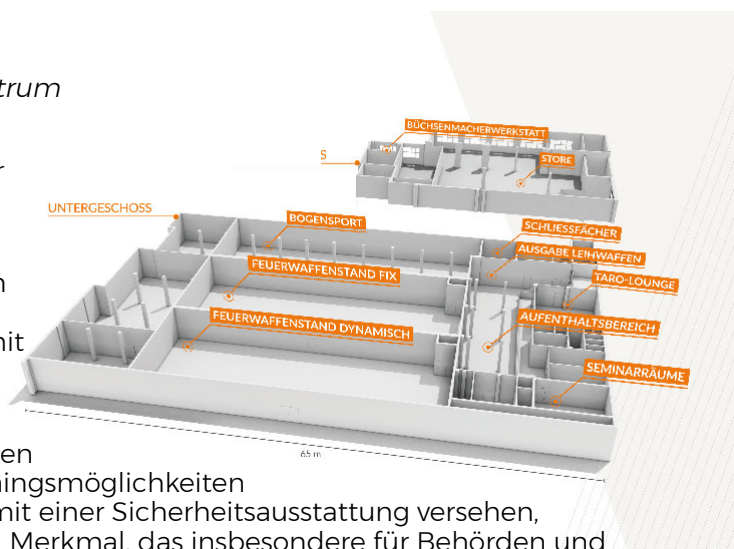 trum
r
n
nit
en
ningsmöglichkeiten
mit einer Sicherheitsausstattung versehen,
Merkmal, das insbesondere für Behörden und
BÜCHSENMACHERWERKSTATT
S
STORE
UNTERGESCHOSS
BOGENSPORT
SCHLIESSFÄCHER
AUSGABE LEIHWAFFEN
FEUERWAFFENSTAND FIX
TARO-LOUNGE
FEUERWAFFENSTAND DYNAMISCH
AUFENTHALTSBEREICH
SEMINARRÄUME
65 m